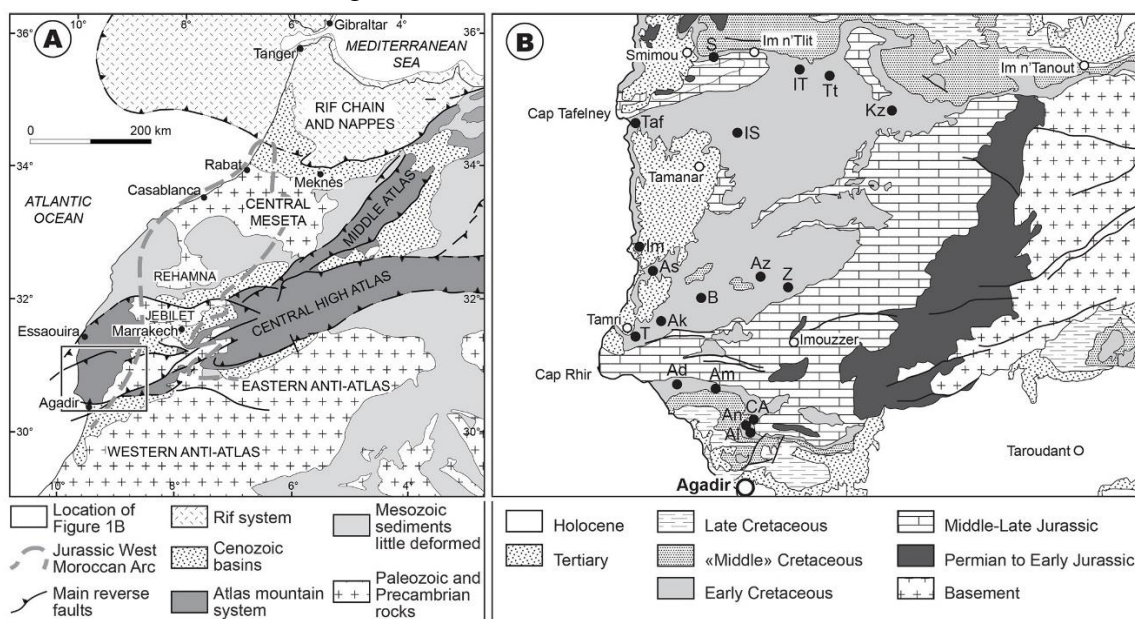 10°
8°
6°
4°
36°
Gibraltar
Tanger
MEDITERRANEAN
SEA
36°
A
RIF CHAIN
AND NAPPES
0
200 km
34°
Rabat
34°
Casablanca
Meknès
ATLANTIC
OCEAN
CENTRAL
MESETA
MIDDLE ATLAS
REHAMNA
32°
JEBILET
CENTRAL HIGH ATLAS
32°
Essaouira
Marrakech
EASTERN ANTI-ATLAS
Agadir
30°
30°
WESTERN ANTI-ATLAS
10°
8°
6°
4°
Location of
Figure 1B
Jurassic West
Moroccan Arc
Main reverse
faults
Rif system
Cenozoic
basins
Atlas mountain
system
Mesozoic
sediments
little deformed
Paleozoic and
Precambrian
rocks
B
S
Im n'Tlit
Smimou
IT
Tt
Im n'Tanout
Cap Tafelney
Kz
Taf
IS
Tamanar
Im
As
Az
Z
B
Tamri
Ak
T
Imouzzer
Cap Rhir
Ad
Am
CA
An
Al
Taroudant
Agadir
Holocene
Tertiary
Late Cretaceous
«Middle» Cretaceous
Early Cretaceous
Middle-Late Jurassic
Permian to Early Jurassic
Basement